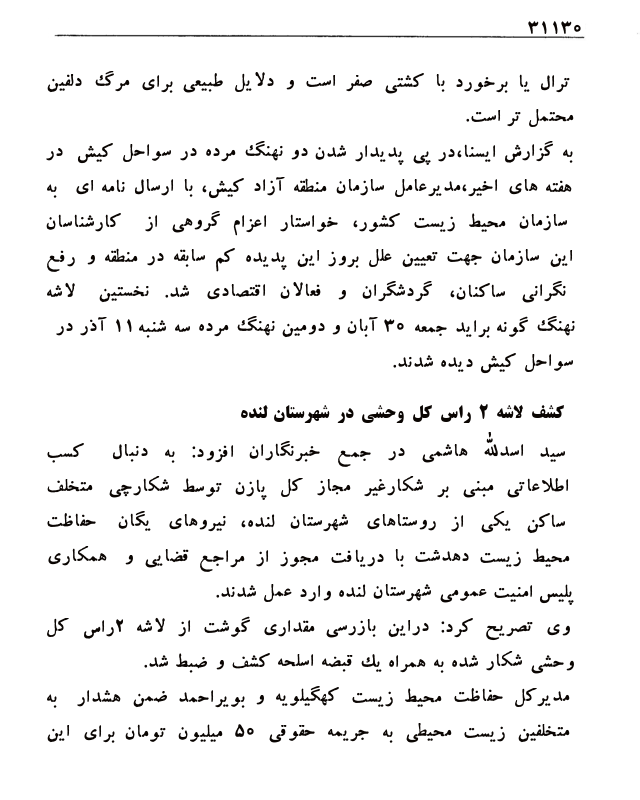 ۳۱۱۳۰
ترال یا برخورد با کشتی صفر است و دلایل طبیعی برای مرگ دلفین
محتمل تر است.
به گزارش ایسنا،در پی پدیدار شدن دو نهنگ مرده در سواحل کیش در
هفته های اخیر،مدیرعامل سازمان منطقه آزاد کیش، با ارسال نامه ای به
سازمان محیط زیست کشور، خواستار اعزام گروهی از کارشناسان
این سازمان جهت تعیین علل بروز این پدیده کم سابقه در منطقه و رفع
نگرانی ساکنان، گردشگران و فعالان اقتصادی شد. نخستین لاشه
نهنگ گونه براید جمعه ۳۰ آبان و دومین نهنگ مرده سه شنبه ۱۱ آذر در
سواحل کیش دیده شدند.
کشف لاشه ۲ راس کل وحشی در شهرستان لنده
سید اسدالله هاشمی در جمع خبرنگاران افزود: به دنبال کسب
اطلاعاتی مبنی بر شکارغیر مجاز کل پازن توسط شکارچی متخلف
ساکن یکی از روستاهای شهرستان لنده، نیروهای یگان حفاظت
محیط زیست دهدشت با دریافت مجوز از مراجع قضایی و همکاری
پلیس امنیت عمومی شهرستان لنده وارد عمل شدند.
وی تصریح کرد: دراین بازرسی مقداری گوشت از لاشه ۲راس کل
وحشی شکار شده به همراه یك قبضه اسلحه کشف و ضبط شد.
مدیرکل حفاظت محیط زیست کهگیلویه و بویراحمد ضمن هشدار به
متخلفین زیست محیطی به جریمه حقوقی ۵۰ میلیون تومان برای این